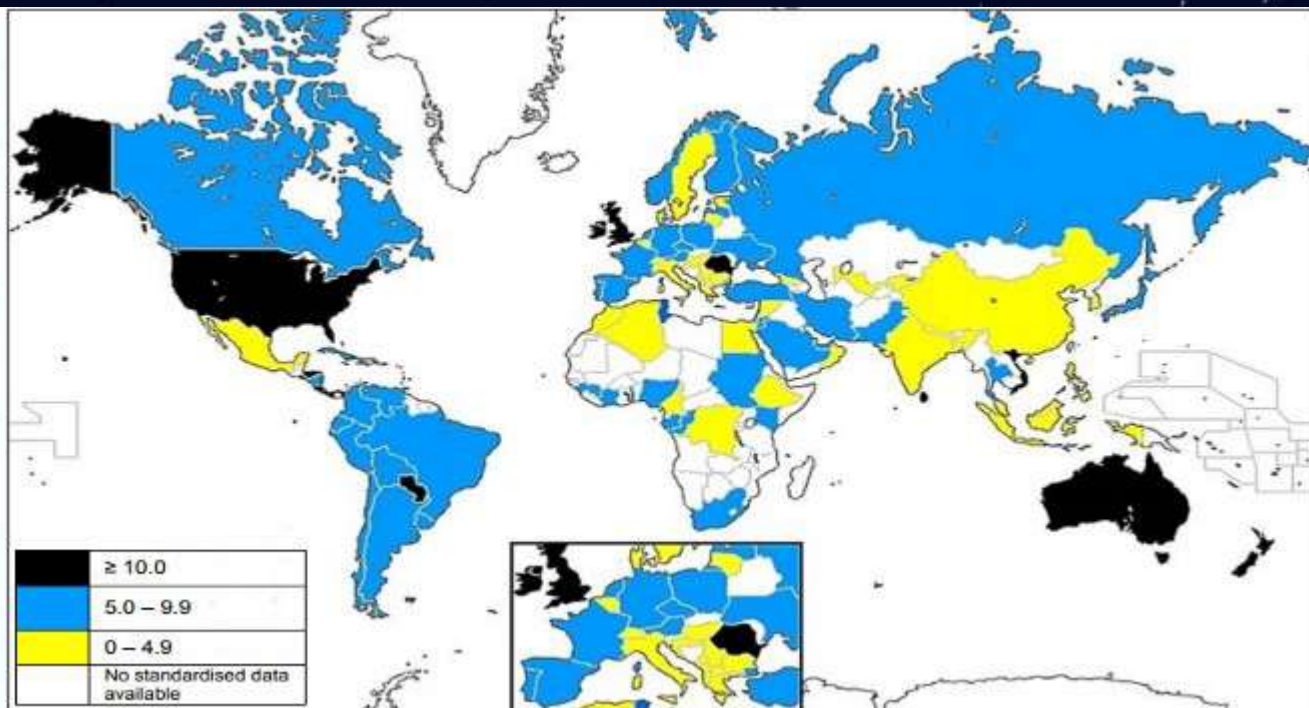 ≥ 10.0
5.0 – 9.9
0 – 4.9
No standardised data
available